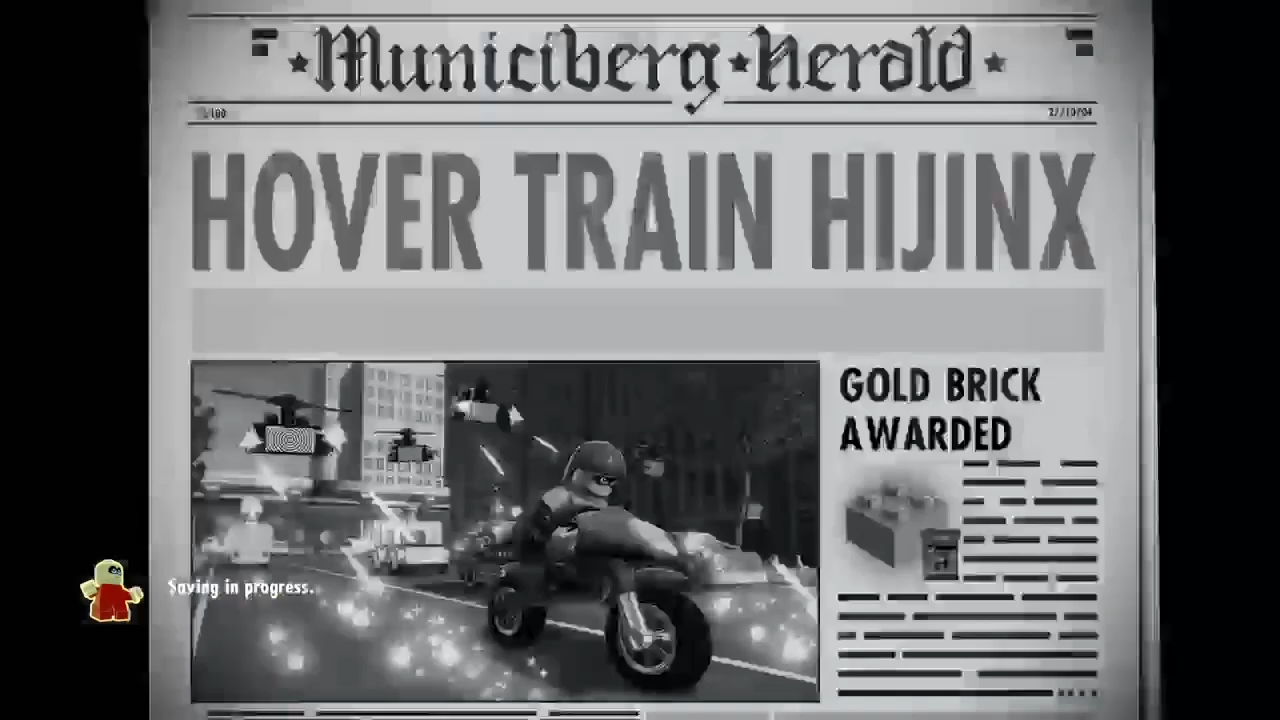 Municiberg Herald
HOVER TRAIN HIJINX
GOLD BRICK
AWARDED
Saving in progress.